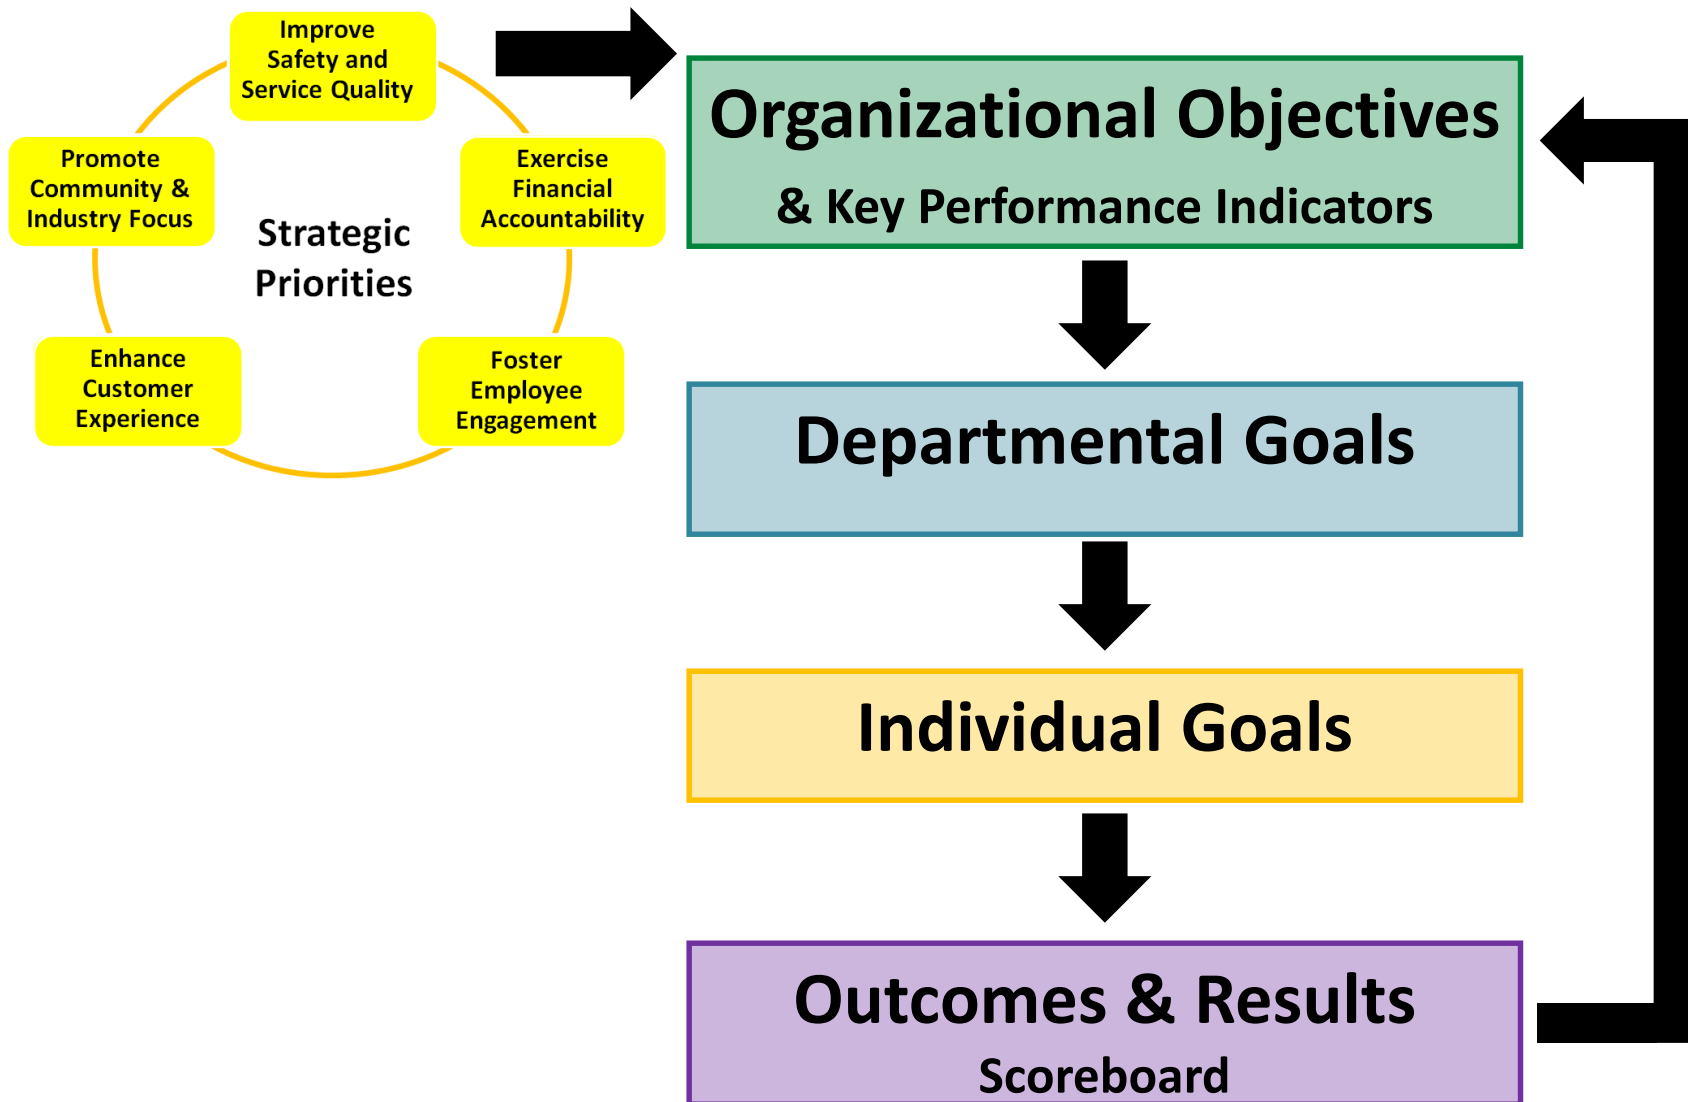 Improve
Safety and
Service Quality
Promote
Community &
Industry Focus
Exercise
Financial
Accountability
Strategic
Priorities
Enhance
Customer
Experience
Foster
Employee
Engagement
Organizational Objectives
& Key Performance Indicators
Departmental Goals
Individual Goals
Outcomes & Results
Scoreboard